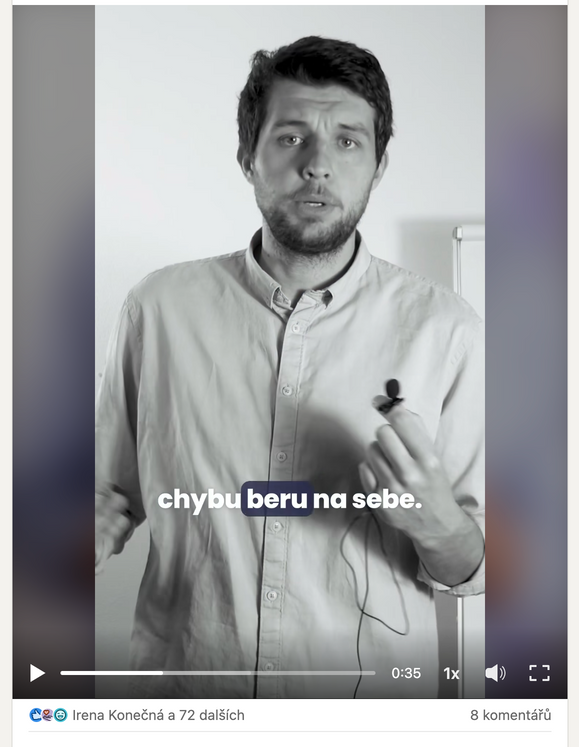 chybu beru na sebe.
0:35
1x
Irena Konečná a 72 dalších
8 komentářů